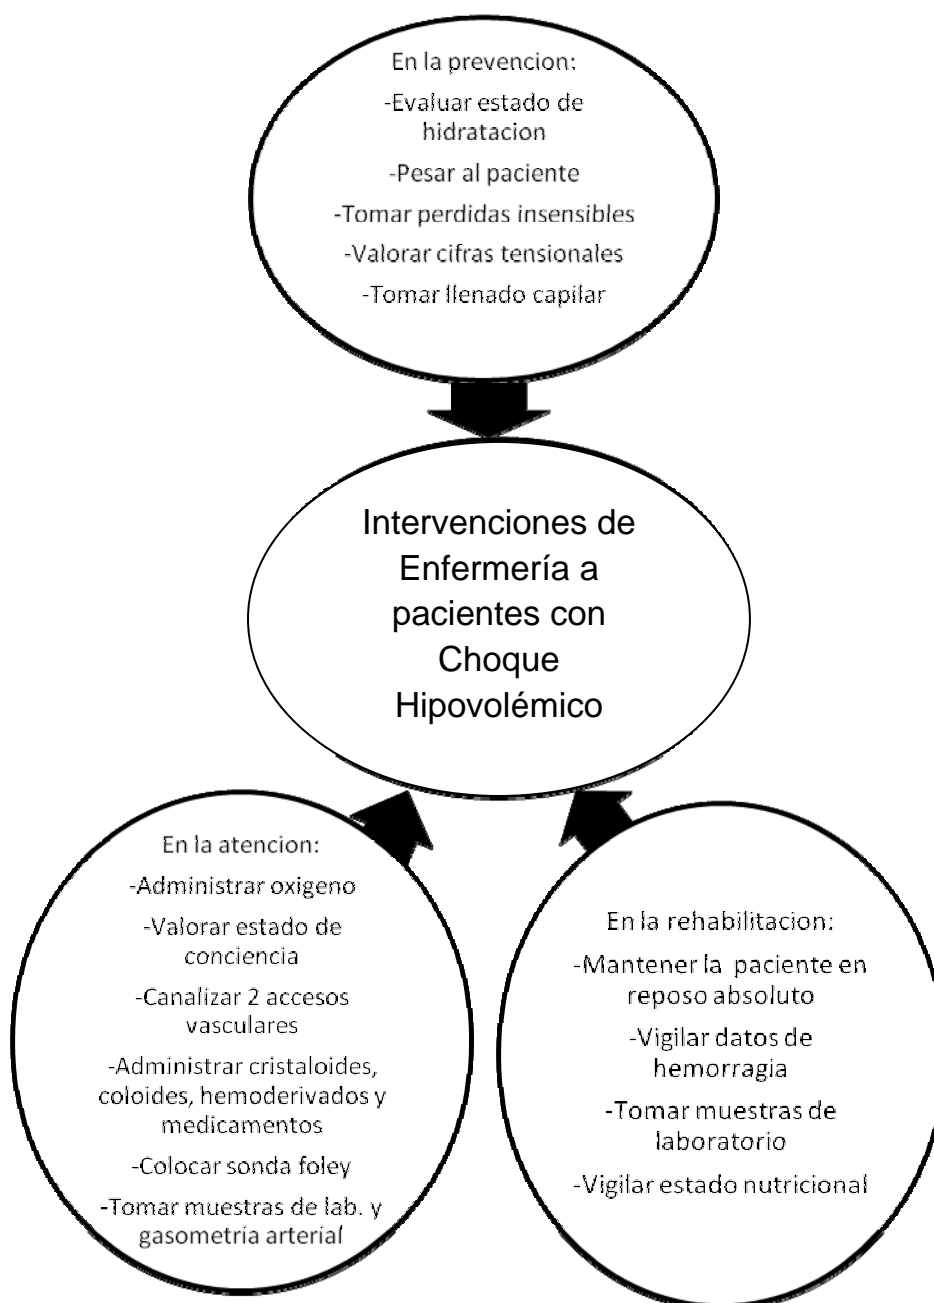 En la prevencion:
-Evaluar estado de
hidratacion
-Pesar al paciente
-Tomar perdidas insensibles
-Valorar cifras tensionales
-Tomar llenado capilar
Intervenciones de
Enfermería a
pacientes con
Choque
Hipovolémico
En la atencion:
-Administrar oxigeno
-Valorar estado de
conciencia
-Canalizar 2 accesos
vasculares
-Administrar cristaloides,
coloides, hemoderivados y
medicamentos
-Colocar sonda foley
-Tomar muestras de lab. y
gasometria arterial
En la rehabilitacion:
-Mantener la  paciente en
reposo absoluto
-Vigilar datos de
hemorragia
-Tomar muestras de
laboratorio
-Vigilar estado nutricional